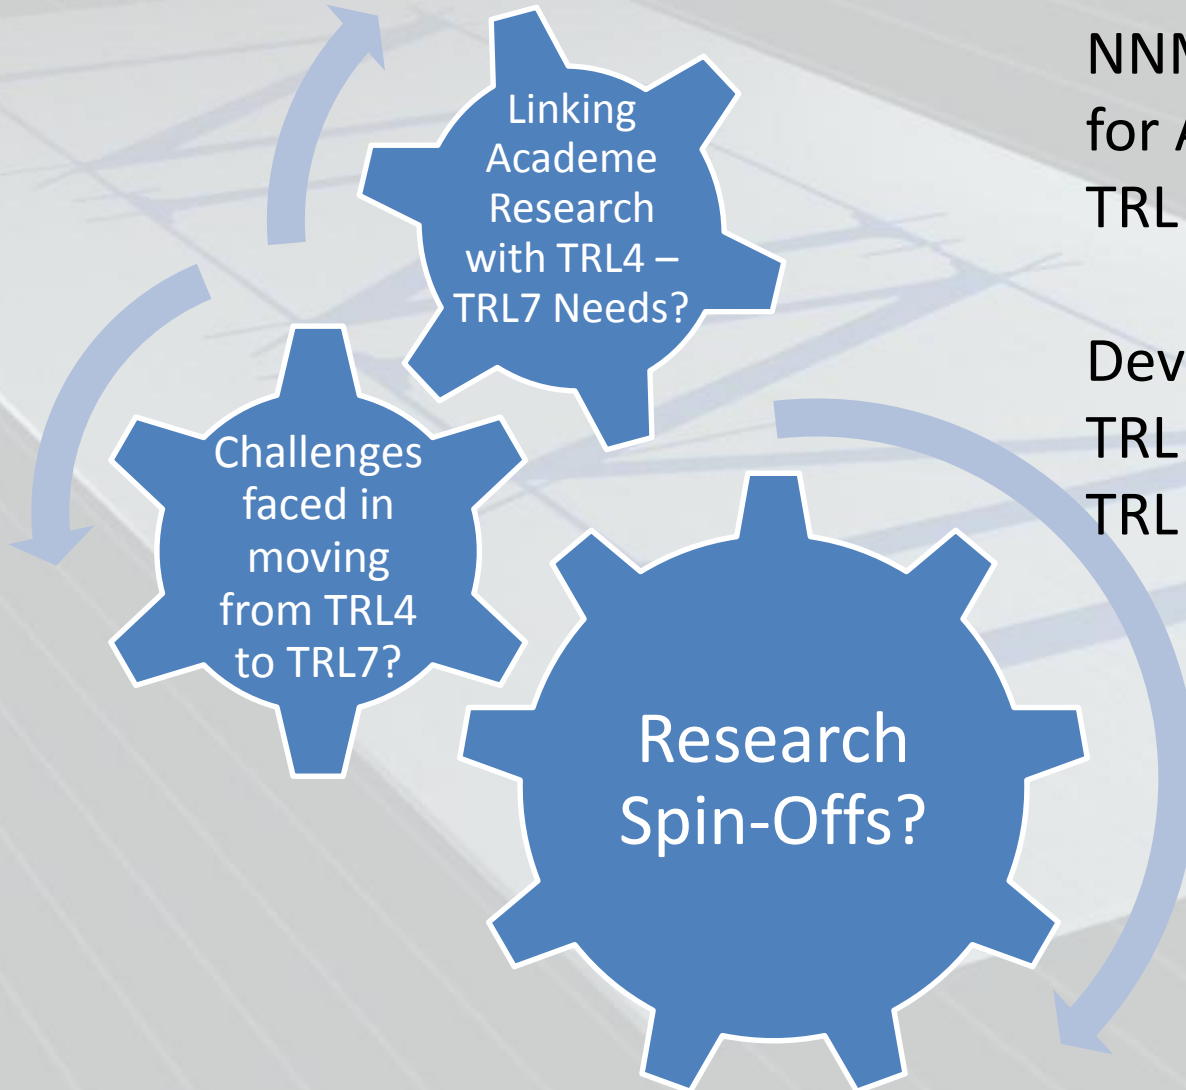 Linking
Academe
Research
with TRL4 –
TRL7 Needs?
Challenges
faced in
moving
from TRL4
to TRL7?
Research
Spin-Offs?
for
TRL
TRL
TRL